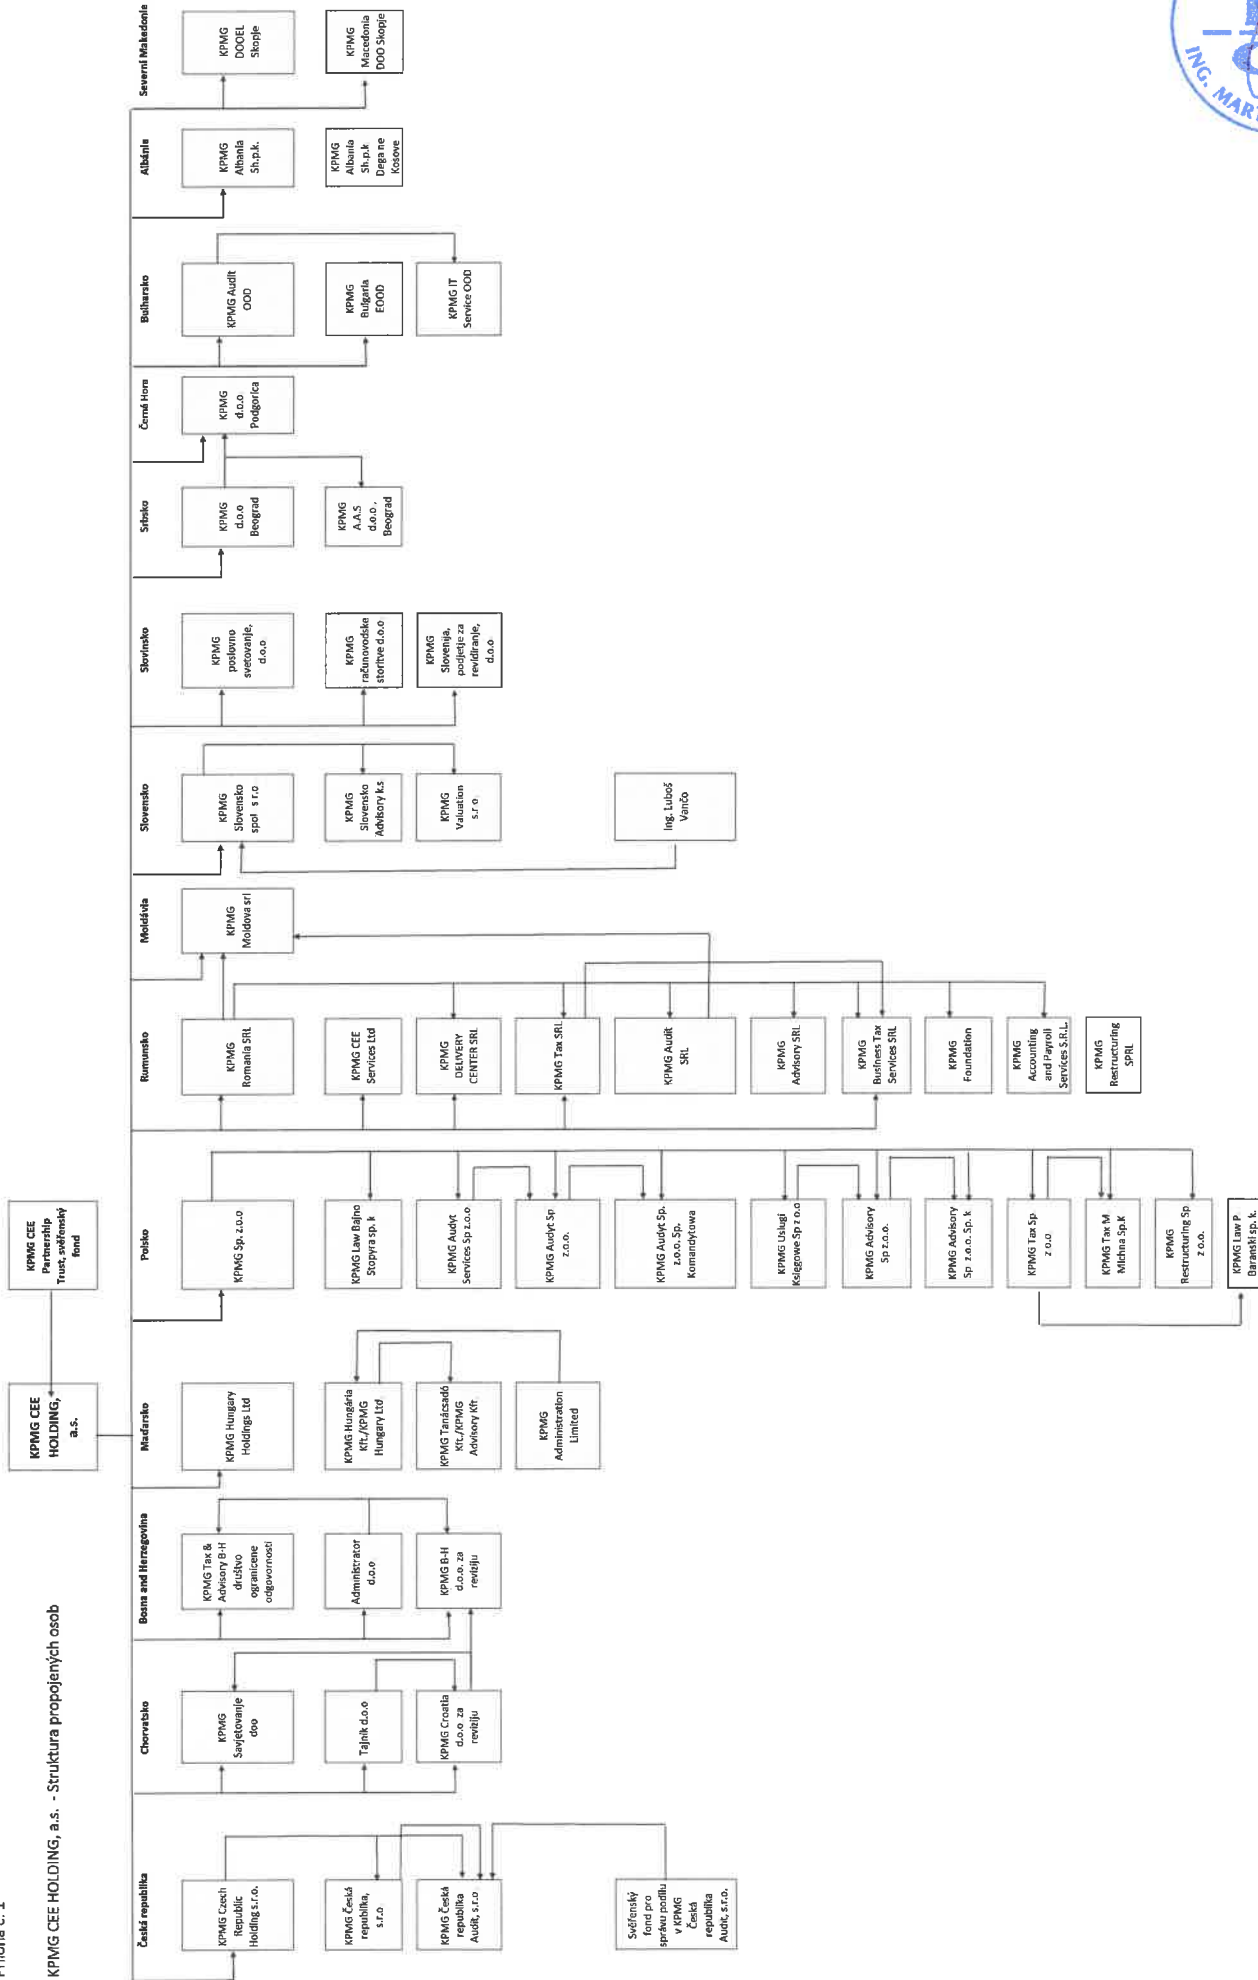 KPMG CEE HOLDING, a.s. - Struktura propojených osob
KPMG CEE
HOLDING,
a.s.
KPMG CEE
Partnership
Trust, svěřenský
fond
Česká republika
KPMG Czech
Republic
Holding s.r.o.
KPMG Česká
republika,
s.r.o
KPMG Česká
republika
Audit, s.r.o
Svěřenský
fond pro
správu podílu
v KPMG
Česká
republika
Audit, s.r.o.
Chorvatsko
KPMG
Savjetovanje
doo
Tajnik d.o.o
KPMG Croatia
d.o.o za
reviziju
Bosna and Herzegovina
KPMG Tax &
Advisory B-H
društvo
ogranicene
odgovornosti
Administrator
d.o.o
KPMG B-H
d.o.o. za
reviziju
Maďarsko
KPMG Hungary
Holdings Ltd
KPMG Hungária
Kft./KPMG
Hungary Ltd
KPMG Tanácsadó
Kft./KPMG
Advisory Kft
KPMG
Administration
Limited
Polsko
KPMG Sp. z.o.o
KPMG Law Bajno
Stopyra sp. k
KPMG Audyt
Services Sp z.o.o
KPMG Audyt Sp
z.o.o.
KPMG Audyt Sp.
z.o.o. Sp.
Komandytowa
KPMG Uslugi
Ksiegowe Sp z o.o
KPMG Advisory
Sp z.o.o.
KPMG Advisory
Sp z.o.o. Sp. k
KPMG Tax Sp
z o.o
KPMG Tax M
Michna Sp.K
KPMG
Restructuring Sp
z o.o.
KPMG Law P
Baranski sp. k.
Rumunsko
KPMG
Romania SRL
KPMG CEE
Services Ltd
KPMG
DELIVERY
CENTER SRL
KPMG Tax SRL
KPMG Audit
SRL
KPMG
Advisory SRL
KPMG
Business Tax
Services SRL
KPMG
Foundation
KPMG
Accounting
and Payroll
Services S.R.L.
KPMG
Restructuring
SPRL
Moldávia
KPMG
Moldova srl
Slovensko
KPMG
Slovensko
spol s r.o
KPMG
Slovensko
Advisory k.s
KPMG
Valuation
s.r.o.
Ing. Luboš
Vančo
Slovinsko
KPMG
poslovno
svetovanje,
d.o.o
KPMG
računovodske
storitve d.o.o
KPMG
Slovenija,
podjetje za
revidiranje,
d.o.o
Srbsko
KPMG
d.o.o
Beograd
KPMG
A.A.S
d.o.o.,
Beograd
Černá Hora
KPMG
d.o.o
Podgorica
Bulharsko
KPMG Audit
OOD
KPMG
Bulgaria
EOOD
KPMG IT
Service OOD
Albánie
KPMG
Albania
Sh.p.k.
KPMG
Albania
Sh.p.k
Dega ne
Kosove
Severní Makedonie
KPMG
DOOEL
Skopje
KPMG
Macedonia
DOO Skopje
ING. MART